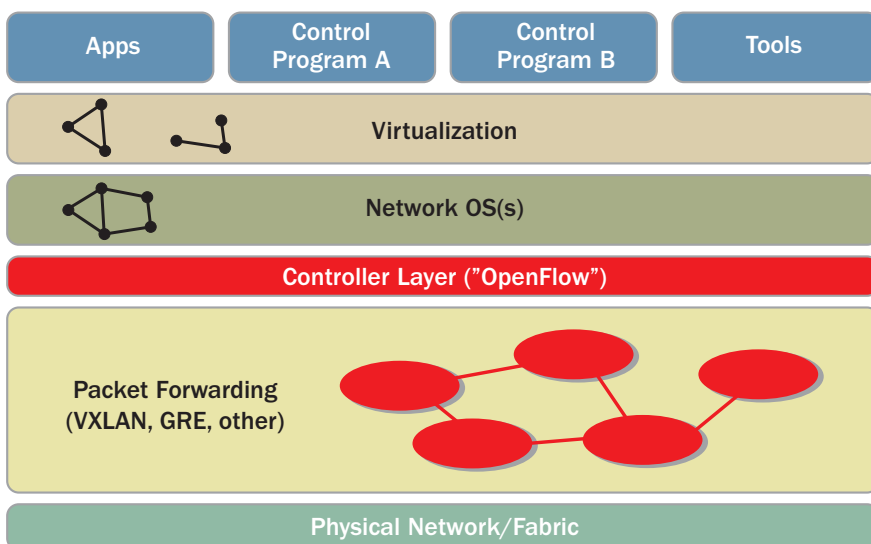 Apps
Control
Program A
Control
Program B
Tools
Virtualization
Network OS(s)
Controller Layer (”OpenFlow”)
Packet Forwarding
(VXLAN, GRE, other)
Physical Network/Fabric